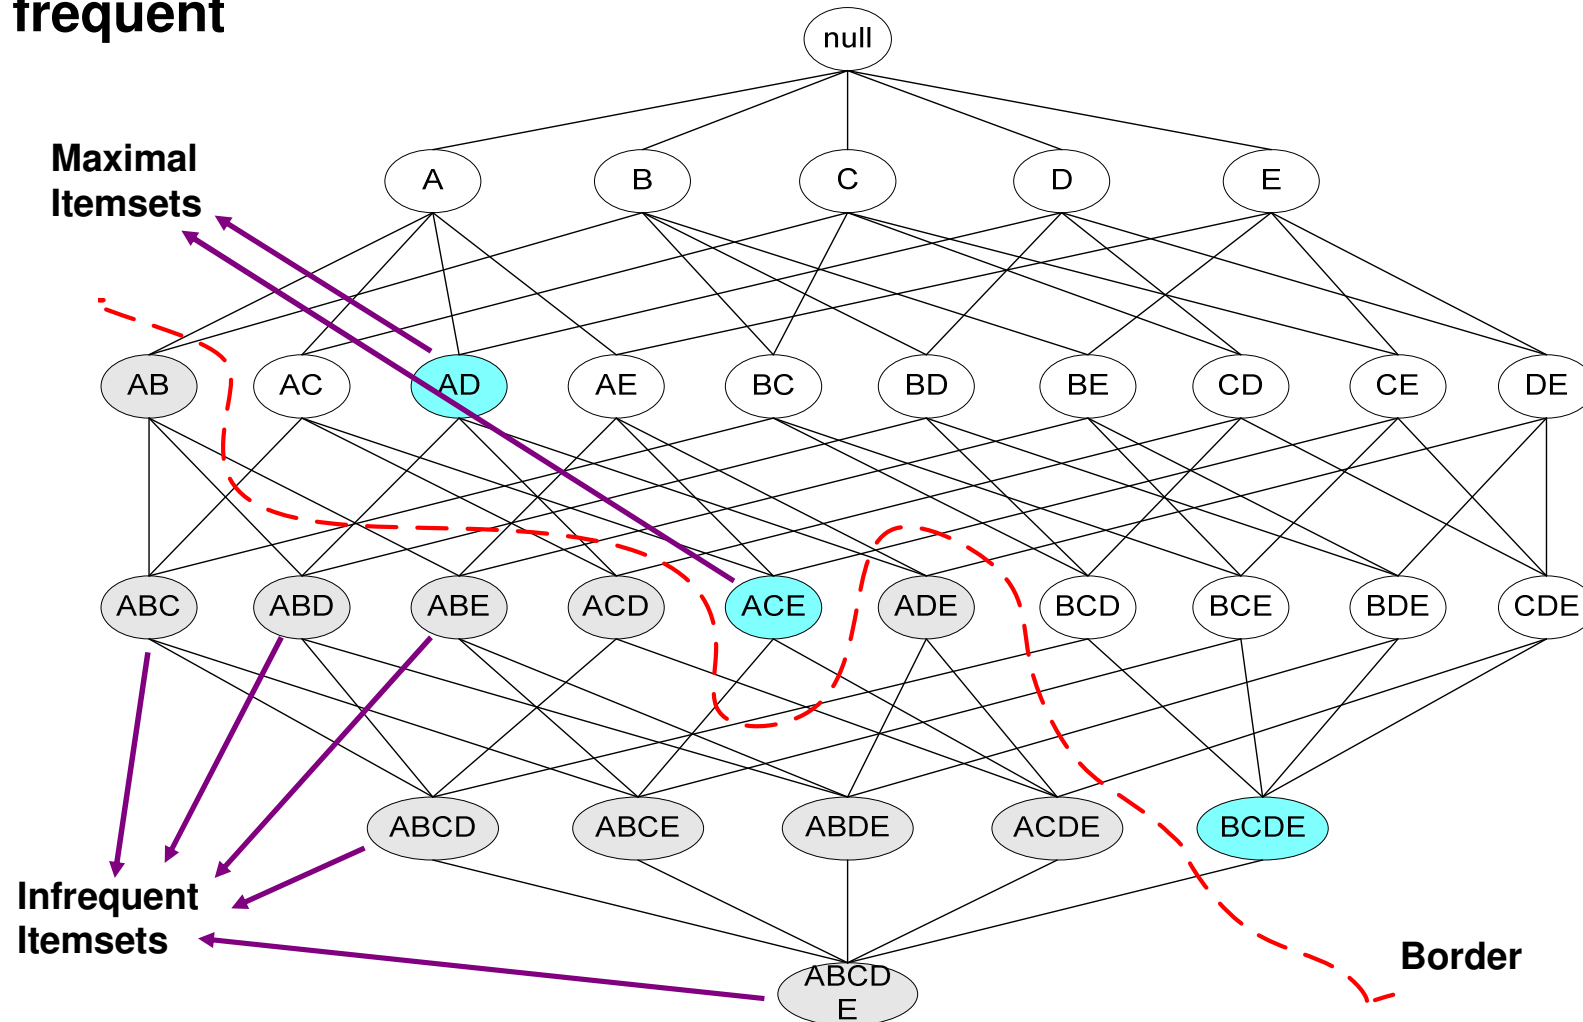 frequent
null
Maximal
Itemsets
A B C D E
AB AC AD AE BC BD BE CD CE DE
ABC ABD ABE ACD ACE ADE BCD BCE BDE CDE
ABCD ABCE ABDE ACDE BCDE
Infrequent
Itemsets
Border
ABCD
E